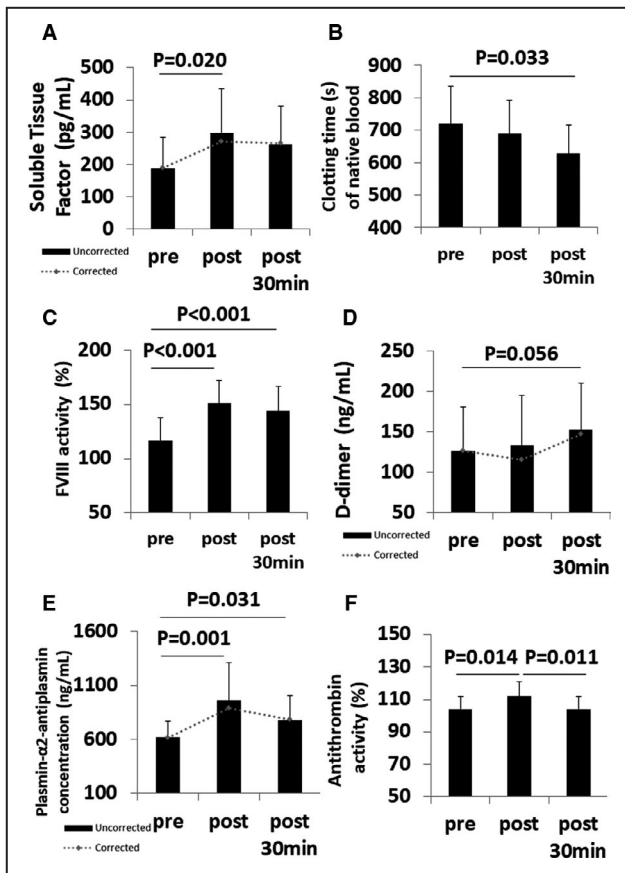 A
P=0.020
Soluble Tissue
Factor (pg/mL)
500
400
300
200
100
0
Uncorrected
Corrected
pre
post
post
30min
B
P=0.033
Clotting time (s)
of native blood
900
800
700
600
500
400
pre
post
post
30min
C
P<0.001
P<0.001
FVIII activity (%)
200
150
100
50
pre
post
post
30min
D
P=0.056
D-dimer (ng/mL)
250
200
150
100
50
Uncorrected
Corrected
pre
post
post
30min
E
P=0.031
P=0.001
Plasmin-α2-antiplasmin
concentration (ng/mL)
1600
1100
600
100
Uncorrected
Corrected
pre
post
post
30min
F
P=0.014
P=0.011
Antithrombin
activity (%)
150
130
110
90
70
50
pre
post
post
30min